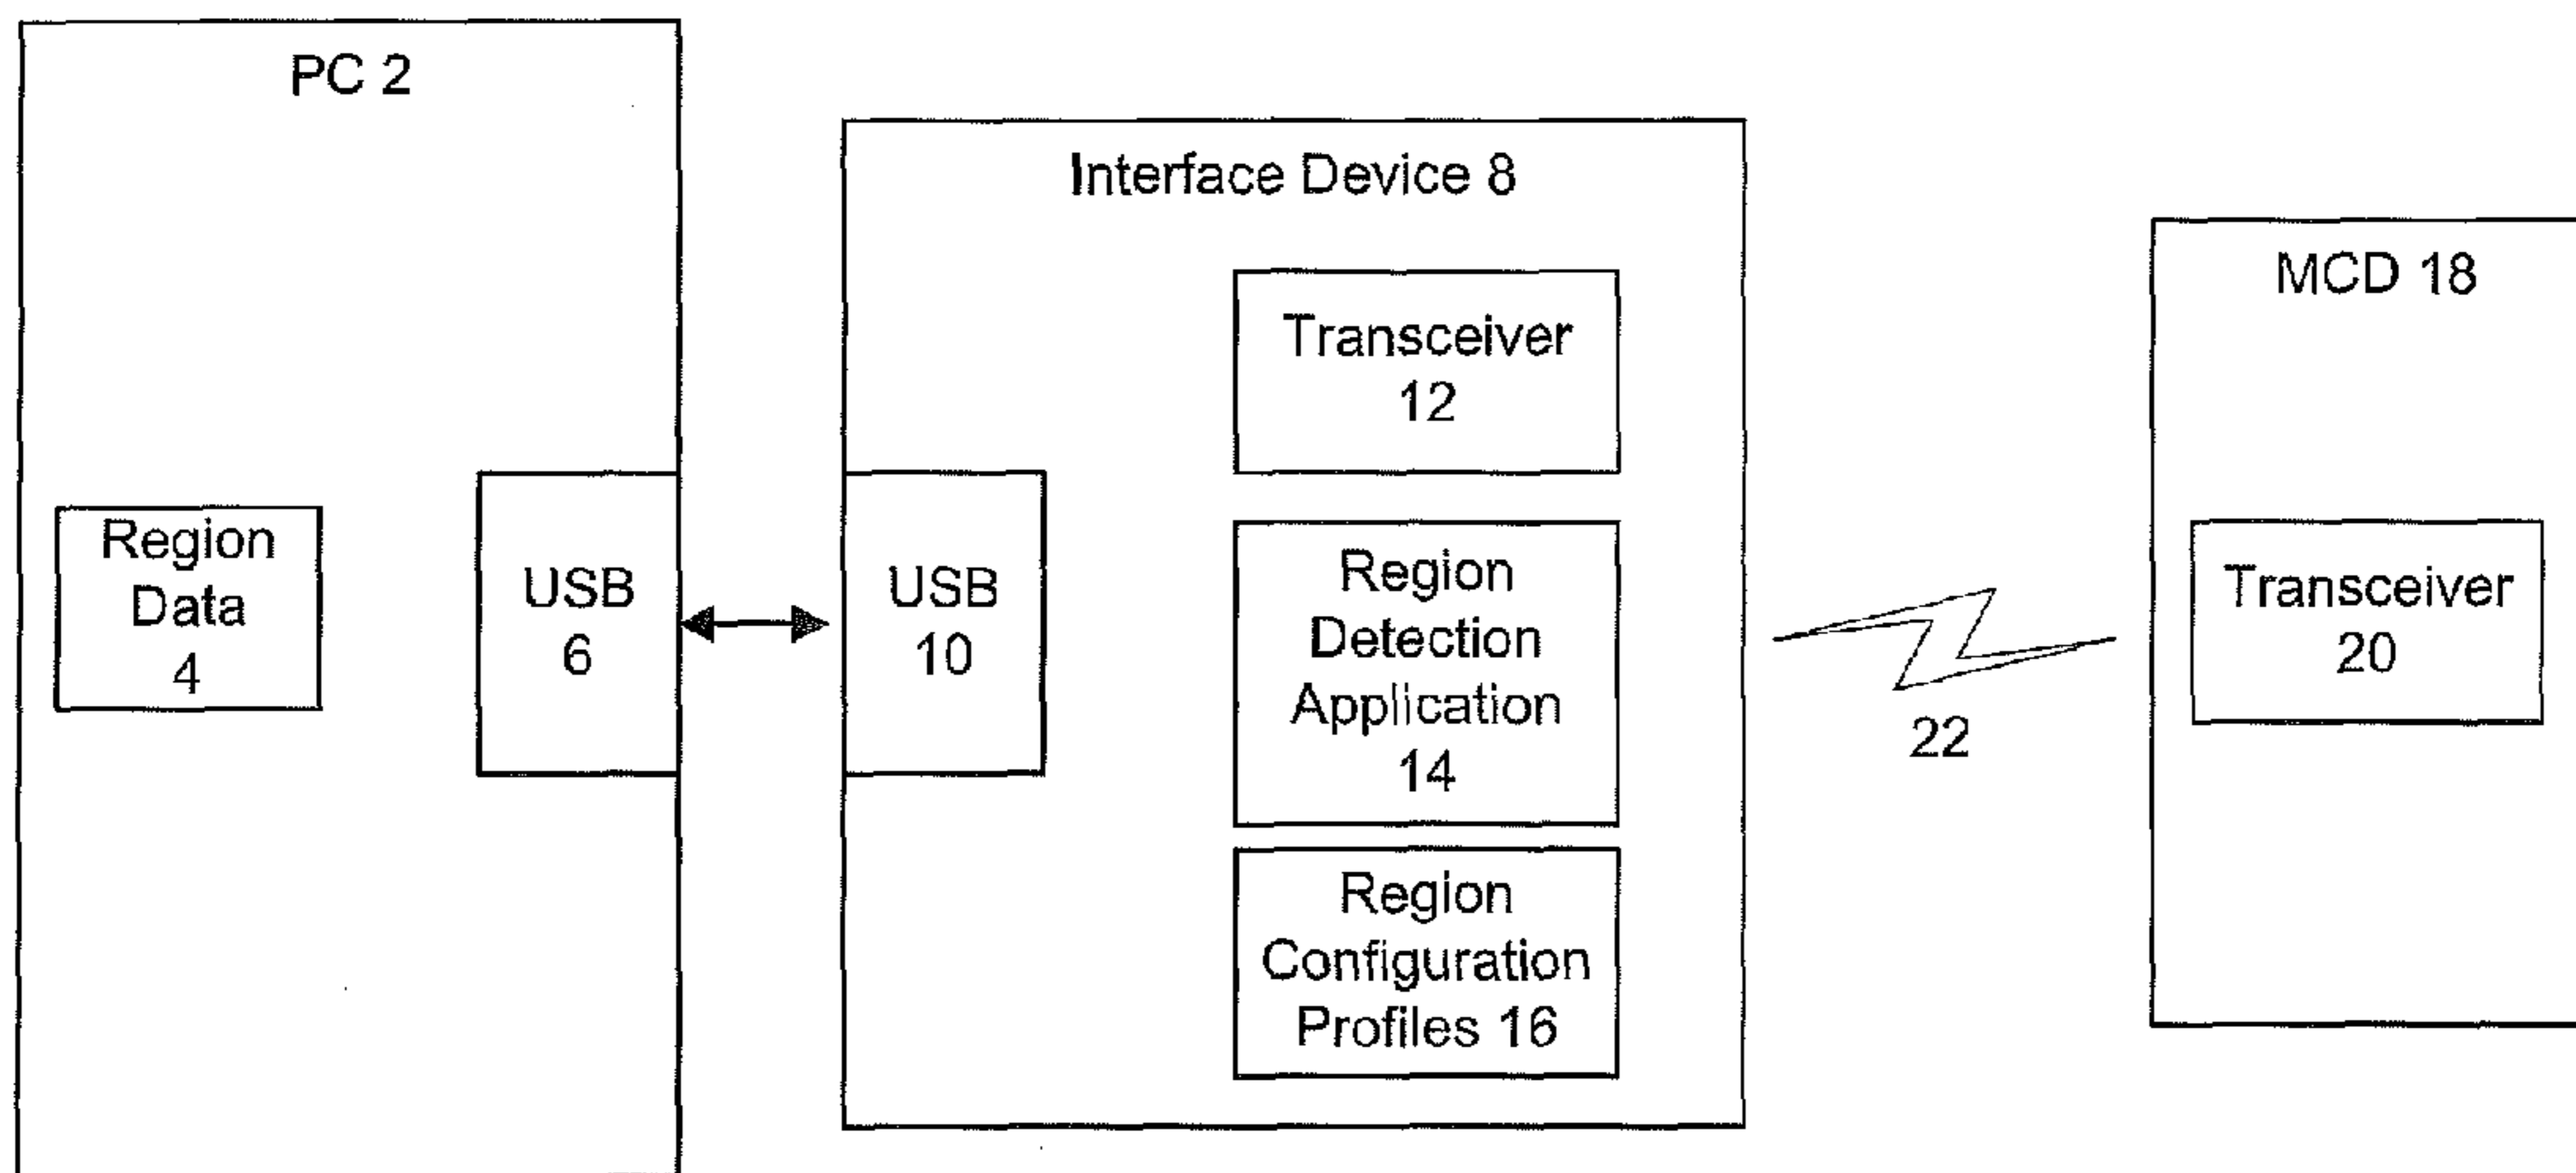 PC 2
Region
Data
4
USB
6
Interface Device 8
USB
10
Transceiver
12
Region
Detection
Application
14
Region
Configuration
Profiles 16
22
MCD 18
Transceiver
20